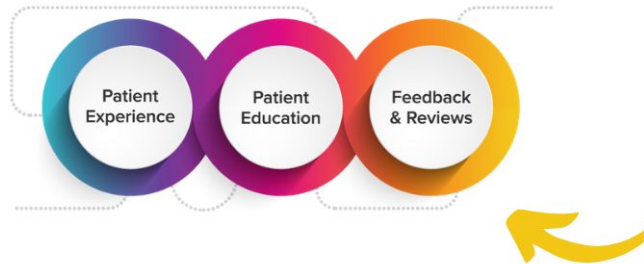 Patient
Experience
Patient
Education
Feedback
& Reviews